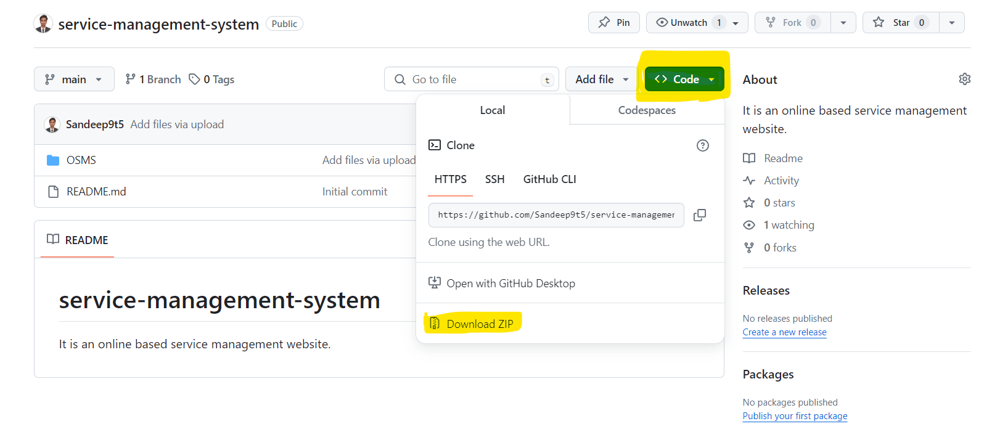 service-management-system Public
Pin Unwatch 1 Fork 0 Star 0
main 1 Branch 0 Tags Go to file t Add file Code
Sandeep9t5 Add files via upload
OSMS Add files via upload
README.md Initial commit
README
service-management-system
It is an online based service management website.
Local Codespaces
Clone
HTTPS SSH GitHub CLI
https://github.com/Sandeep9t5/service-managemer
Clone using the web URL.
Open with GitHub Desktop
Download ZIP
About
It is an online based service management
website.
Readme
Activity
0 stars
1 watching
0 forks
Releases
No releases published
Create a new release
Packages
No packages published
Publish your first package